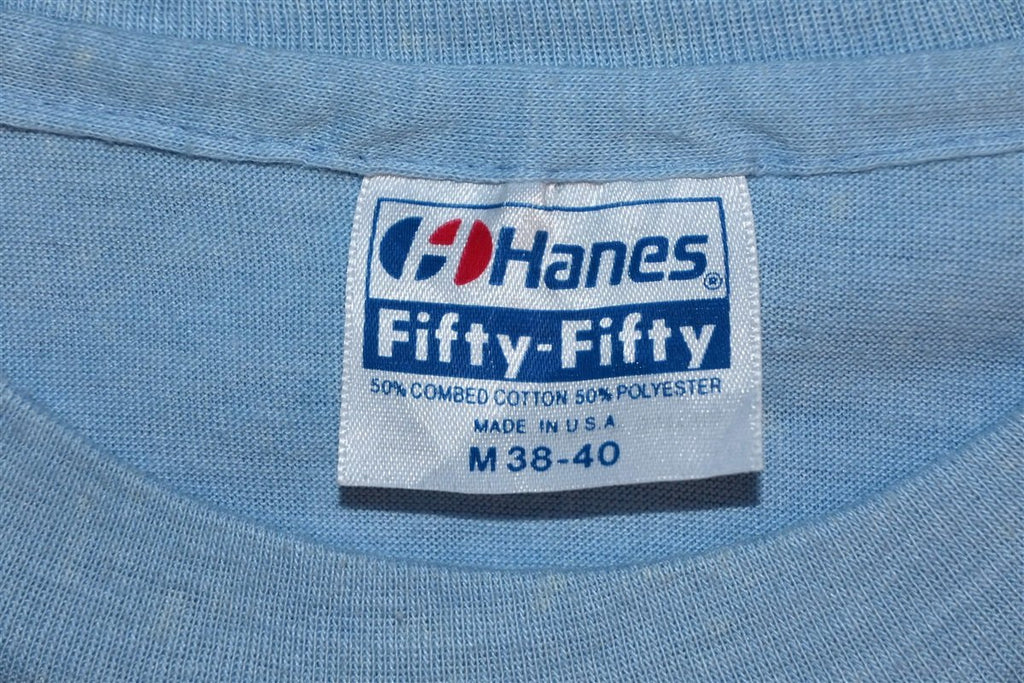 Hanes®
Fifty-Fifty
50% COMBED COTTON 50% POLYESTER
MADE IN U.S.A
M 38-40